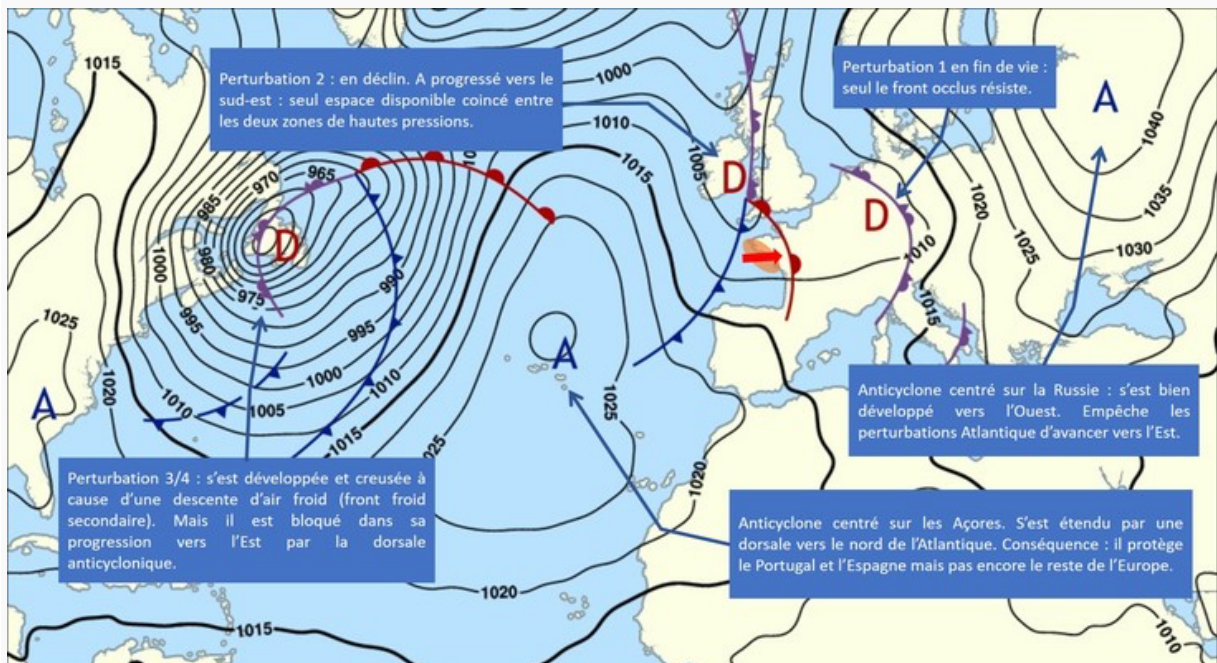 Perturbation 2 : en déclin. A progressé vers le
sud-est : seul espace disponible coincé entre
les deux zones de hautes pressions.
Perturbation 1 en fin de vie :
seul le front occlus résiste.
1015
1000
1010
1005
1015
A
1040
1035
1030
1025
1020
1010
1015
D
D
965
970
985
980
975
1000
995
990
D
1000
1005
1010
1010
1015
1020
1025
A
A
1025
1025
1020
1020
1015
1020
1010
Anticyclone centré sur la Russie : s’est bien
développé vers l’Ouest. Empêche les
perturbations Atlantique d’avancer vers l’Est.
Perturbation 3/4 : s’est développée et creusée à
cause d’une descente d’air froid (front froid
secondaire). Mais il est bloqué dans sa
progression vers l’Est par la dorsale
anticyclonique.
Anticyclone centré sur les Açores. S’est étendu par une
dorsale vers le nord de l’Atlantique. Conséquence : il protège
le Portugal et l’Espagne mais pas encore le reste de l’Europe.